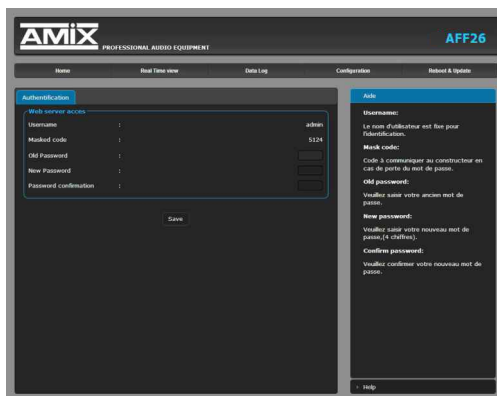 AMiX
PROFESSIONAL AUDIO EQUIPMENT
AFF26
Home Real Time view Data Log Configuration Reboot & Update
Authentification
Web server acces
Username : admin
Masked code : 5124
Old Password :
New Password :
Password confimation :
Save
Aide
Username:
Le nom d'utilisateur est fixe pour
l'identification.
Mask code:
Code à communiquer au constructeur en
cas de perte du mot de passe.
Old password:
Veuillez saisir votre ancien mot de
passe.
New password:
Veuillez saisir votre nouveau mot de
passe,(4 chiffres).
Confirm password:
Veuillez confirmer votre nouveau mot de
passe.
Help